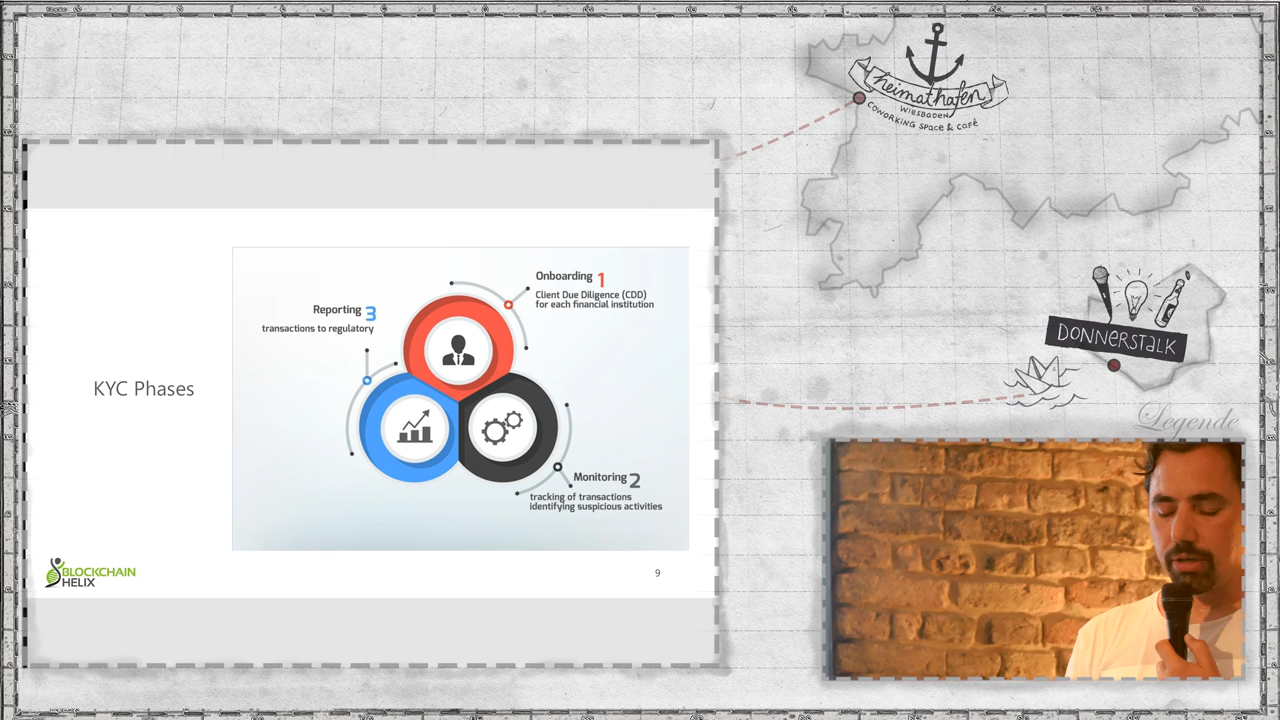 heimathafen
WIESBADEN
COWORKING SPACE & CAFÉ
Onboarding 1
Client Due Diligence (CDD)
for each financial institution
Reporting 3
transactions to regulatory
KYC Phases
Monitoring 2
tracking of transactions
identifying suspicious activities
BLOCKCHAIN
HELIX
9
DONNERSTALK
Legende